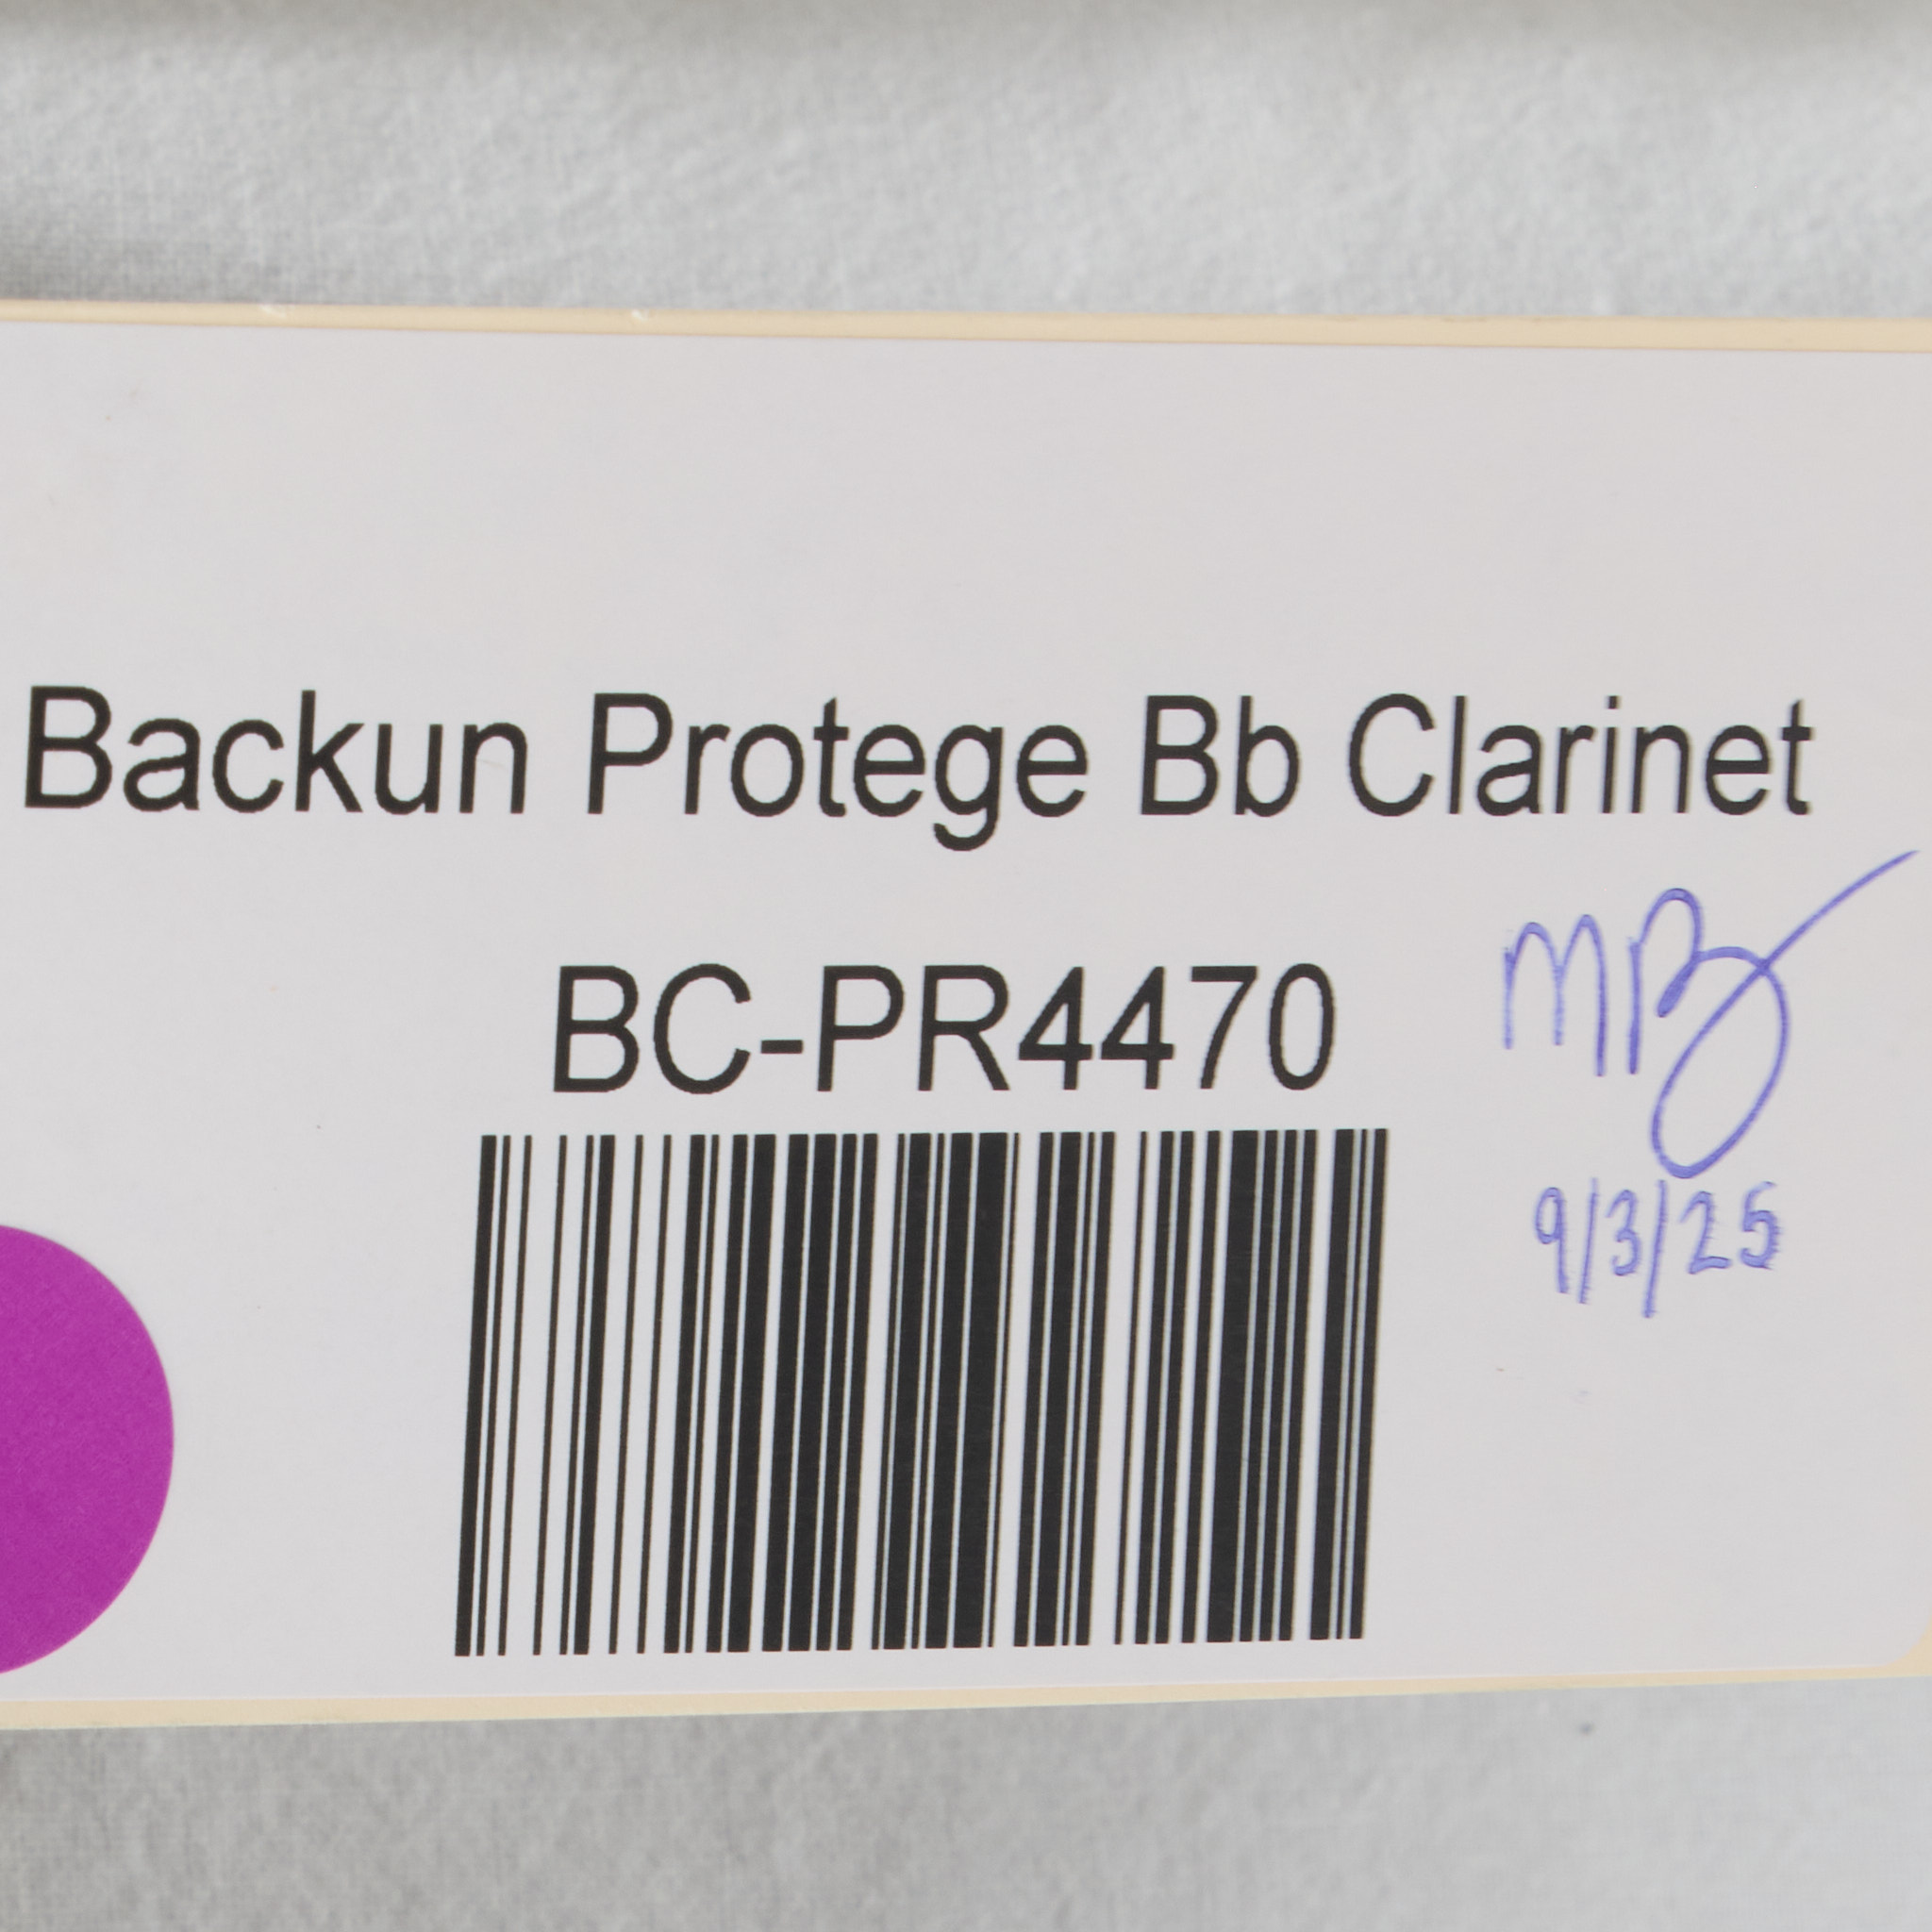 Backun Protege Bb Clarinet
BC-PR4470
MB
9/3/25